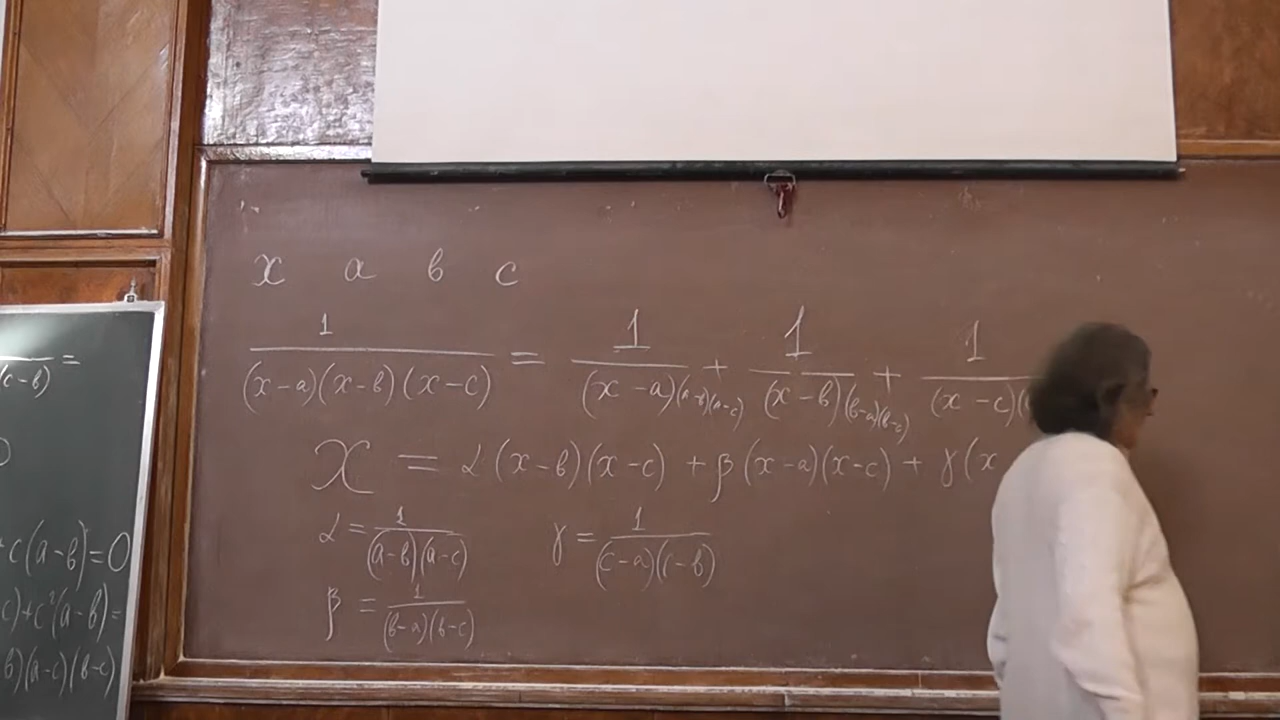 (c-b) =
+c(a-b)=0
c)+c²(a-b)=
b)(a-c)(b-c)
x a в c
1/((x-a)(x-в)(x-c)) = 1/((x-a)(a-в)(a-c)) + 1/((x-в)(в-a)(в-c)) + 1/((x-c)(
x = α(x-в)(x-c) + β(x-a)(x-c) + γ(x
α = 1/((a-в)(a-c)) γ = 1/((c-a)(c-в))
β = 1/((в-a)(в-c))